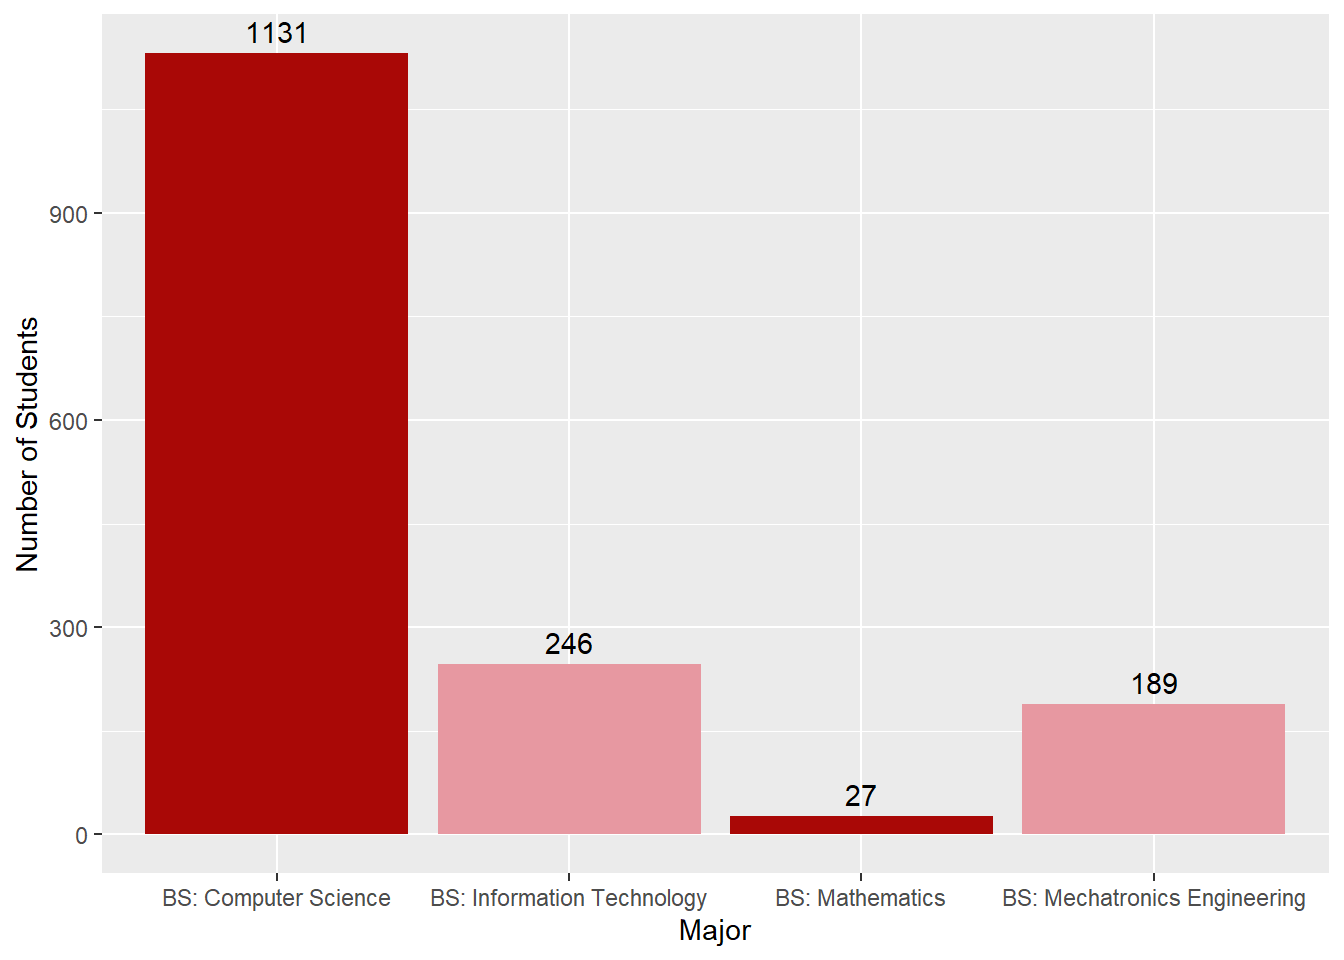 1131
900
600
300
0
246
27
189
Number of Students
BS: Computer Science
BS: Information Technology
BS: Mathematics
BS: Mechatronics Engineering
Major